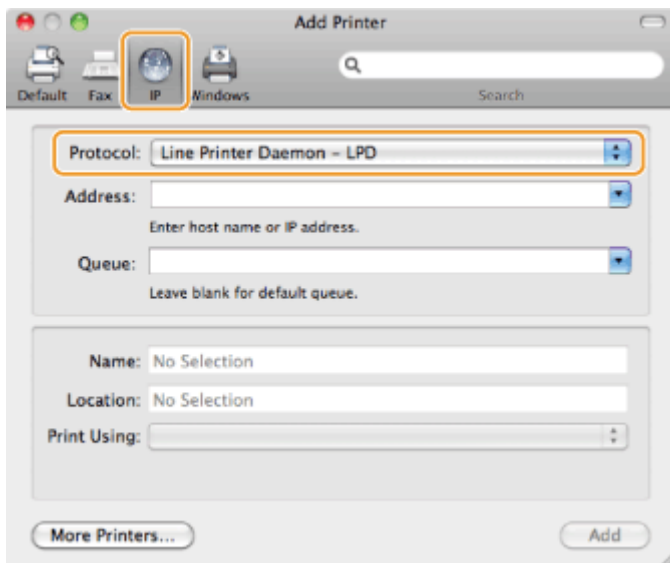 Add Printer
Default Fax IP Windows Search
Protocol: Line Printer Daemon – LPD
Address:
Enter host name or IP address.
Queue:
Leave blank for default queue.
Name: No Selection
Location: No Selection
Print Using:
More Printers... Add